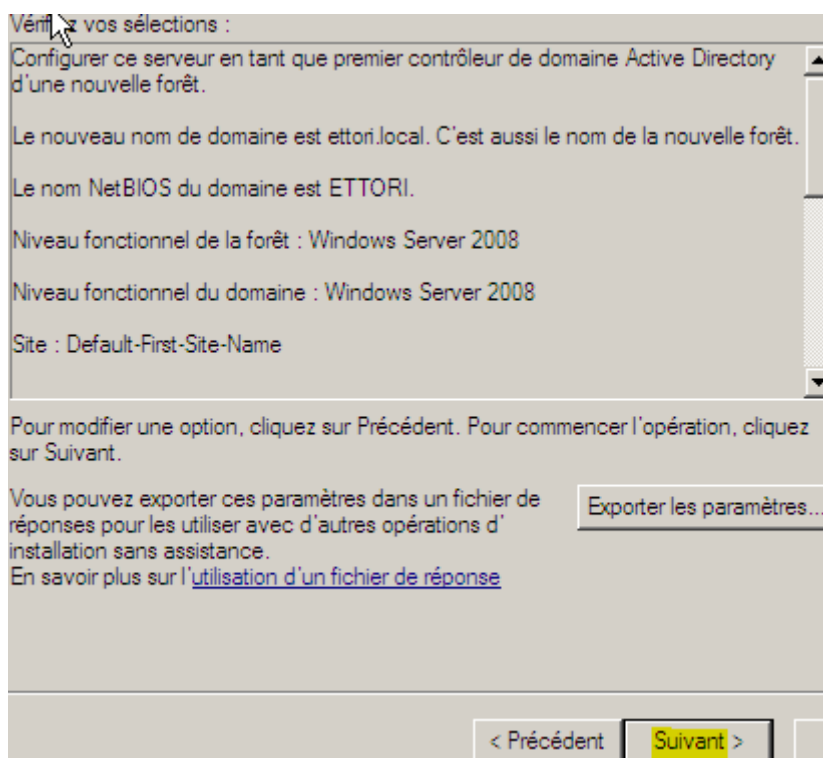 Vérifiez vos sélections :
Configurer ce serveur en tant que premier contrôleur de domaine Active Directory
d'une nouvelle forêt.
Le nouveau nom de domaine est ettori.local. C'est aussi le nom de la nouvelle forêt.
Le nom NetBIOS du domaine est ETTORI.
Niveau fonctionnel de la forêt : Windows Server 2008
Niveau fonctionnel du domaine : Windows Server 2008
Site : Default-First-Site-Name
Pour modifier une option, cliquez sur Précédent. Pour commencer l'opération, cliquez
sur Suivant.
Vous pouvez exporter ces paramètres dans un fichier de
réponses pour les utiliser avec d'autres opérations d'
installation sans assistance.
En savoir plus sur l'utilisation d'un fichier de réponse
Exporter les paramètres...
< Précédent
Suivant >